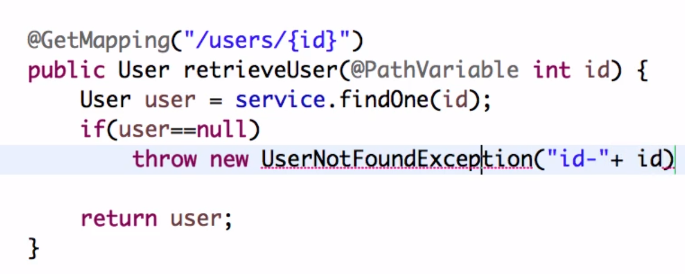 @GetMapping("/users/{id}")
public User retrieveUser(@PathVariable int id) {
User user = service.findOne(id);
if(user==null)
throw new UserNotFoundException("id-"+ id)
return user;
}